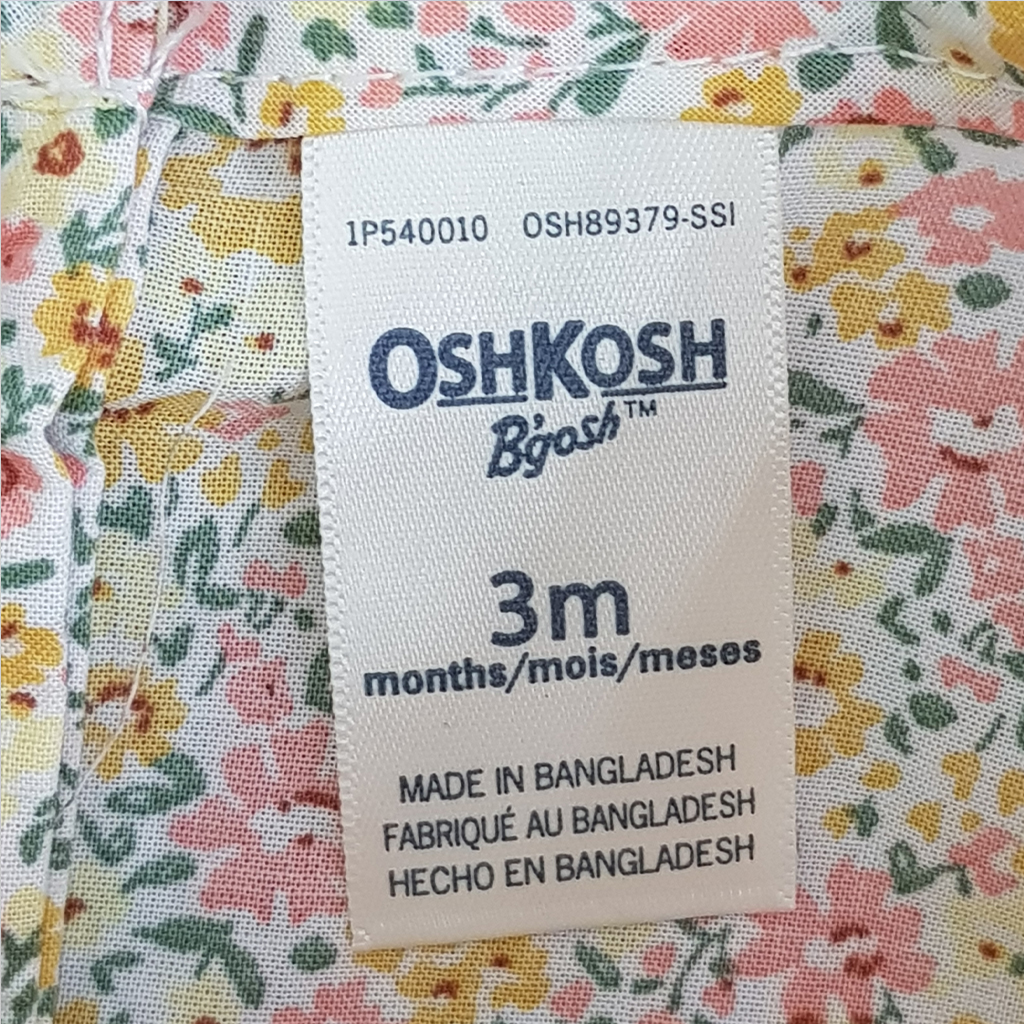 1P540010 OSH89379-SSI
OSHKOSH
B'gosh™
3m
months/mois/meses
MADE IN BANGLADESH
FABRIQUÉ AU BANGLADESH
HECHO EN BANGLADESH